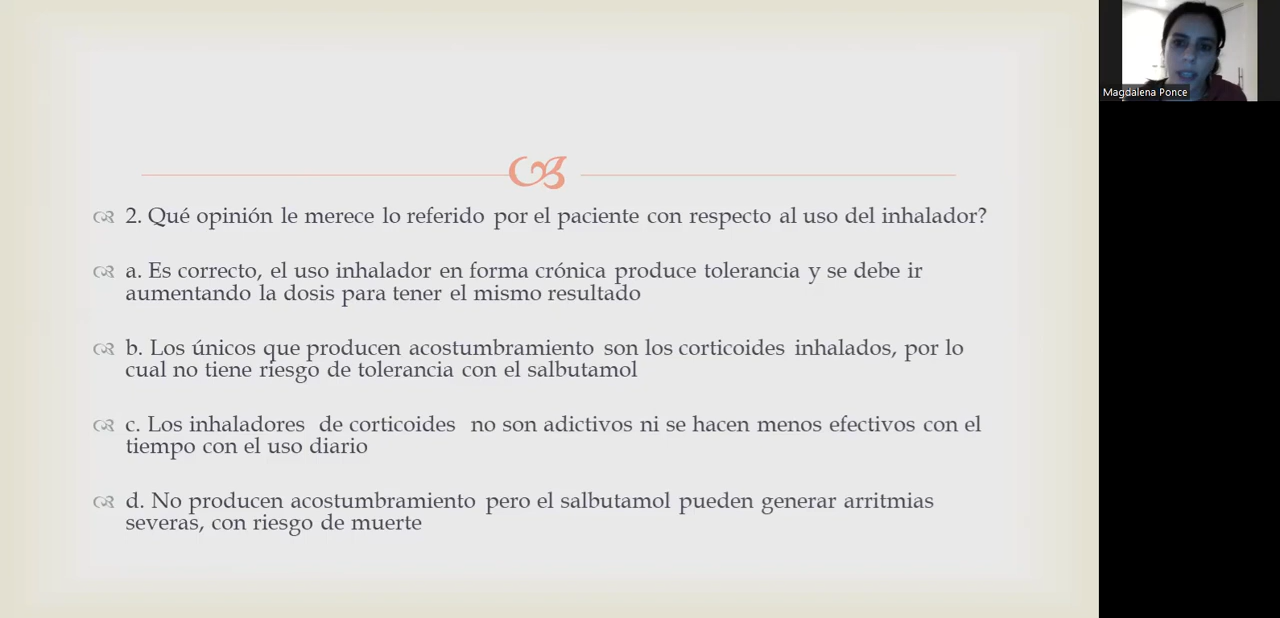 2. Qué opinión le merece lo referido por el paciente con respecto al uso del inhalador?
a. Es correcto, el uso inhalador en forma crónica produce tolerancia y se debe ir
aumentando la dosis para tener el mismo resultado
b. Los únicos que producen acostumbramiento son los corticoides inhalados, por lo
cual no tiene riesgo de tolerancia con el salbutamol
c. Los inhaladores de corticoides no son adictivos ni se hacen menos efectivos con el
tiempo con el uso diario
d. No producen acostumbramiento pero el salbutamol pueden generar arritmias
severas, con riesgo de muerte
Magdalena Ponce